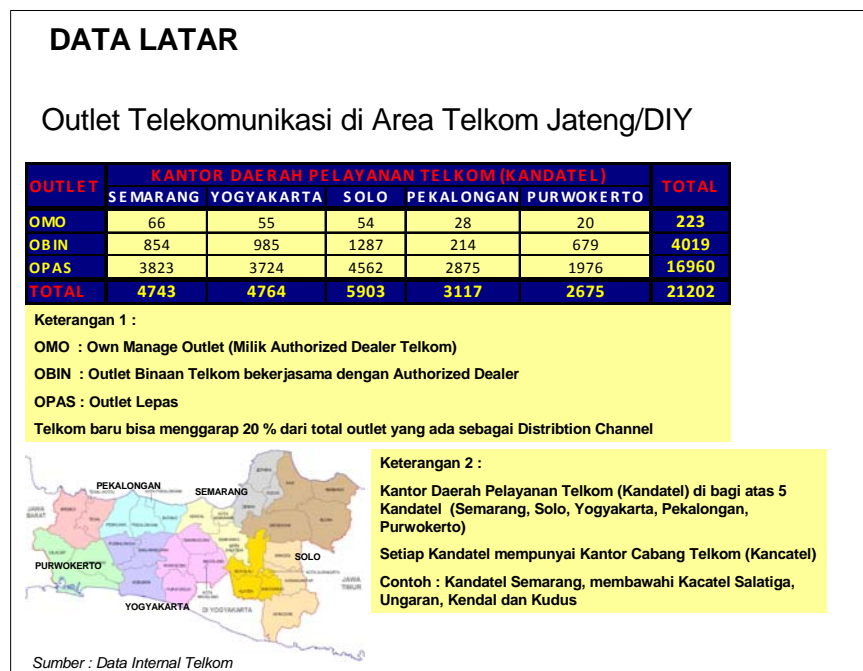 DATA LATAR
Outlet Telekomunikasi di Area Telkom Jateng/DIY
OUTLET KANTOR DAERAH PELAYANAN TELKOM (KANDATEL) TOTAL
SEMARANG YOGYAKARTA SOLO PEKALONGAN PURWOKERTO
OMO 66 55 54 28 20 223
OBIN 854 985 1287 214 679 4019
OPAS 3823 3724 4562 2875 1976 16960
TOTAL 4743 4764 5903 3117 2675 21202
Keterangan 1 :
OMO : Own Manage Outlet (Milik Authorized Dealer Telkom)
OBIN : Outlet Binaan Telkom bekerjasama dengan Authorized Dealer
OPAS : Outlet Lepas
Telkom baru bisa menggarap 20 % dari total outlet yang ada sebagai Distribtion Channel
Keterangan 2 :
Kantor Daerah Pelayanan Telkom (Kandatel) di bagi atas 5
Kandatel (Semarang, Solo, Yogyakarta, Pekalongan,
Purwokerto)
Setiap Kandatel mempunyai Kantor Cabang Telkom (Kancatel)
Contoh : Kandatel Semarang, membawahi Kacatel Salatiga,
Ungaran, Kendal dan Kudus
PEKALONGAN
SEMARANG
JAWA
BARAT
SOLO
PURWOKERTO
JAWA
TIMUR
YOGYAKARTA
DI YOGYAKARTA
Sumber : Data Internal Telkom